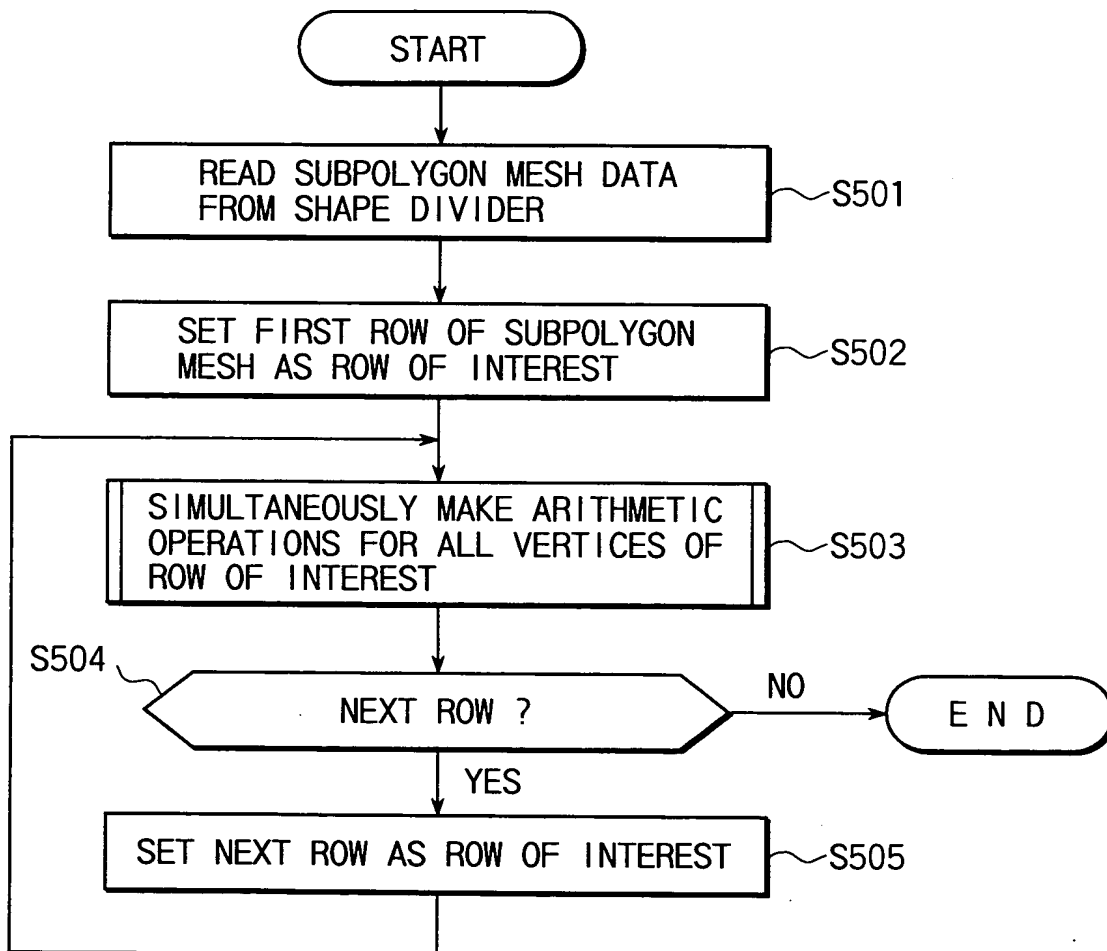 START
READ SUBPOLYGON MESH DATA
FROM SHAPE DIVIDER
S501
SET FIRST ROW OF SUBPOLYGON
MESH AS ROW OF INTEREST
S502
SIMULTANEOUSLY MAKE ARITHMETIC
OPERATIONS FOR ALL VERTICES OF
ROW OF INTEREST
S503
S504
NEXT ROW ?
NO
END
YES
SET NEXT ROW AS ROW OF INTEREST
S505